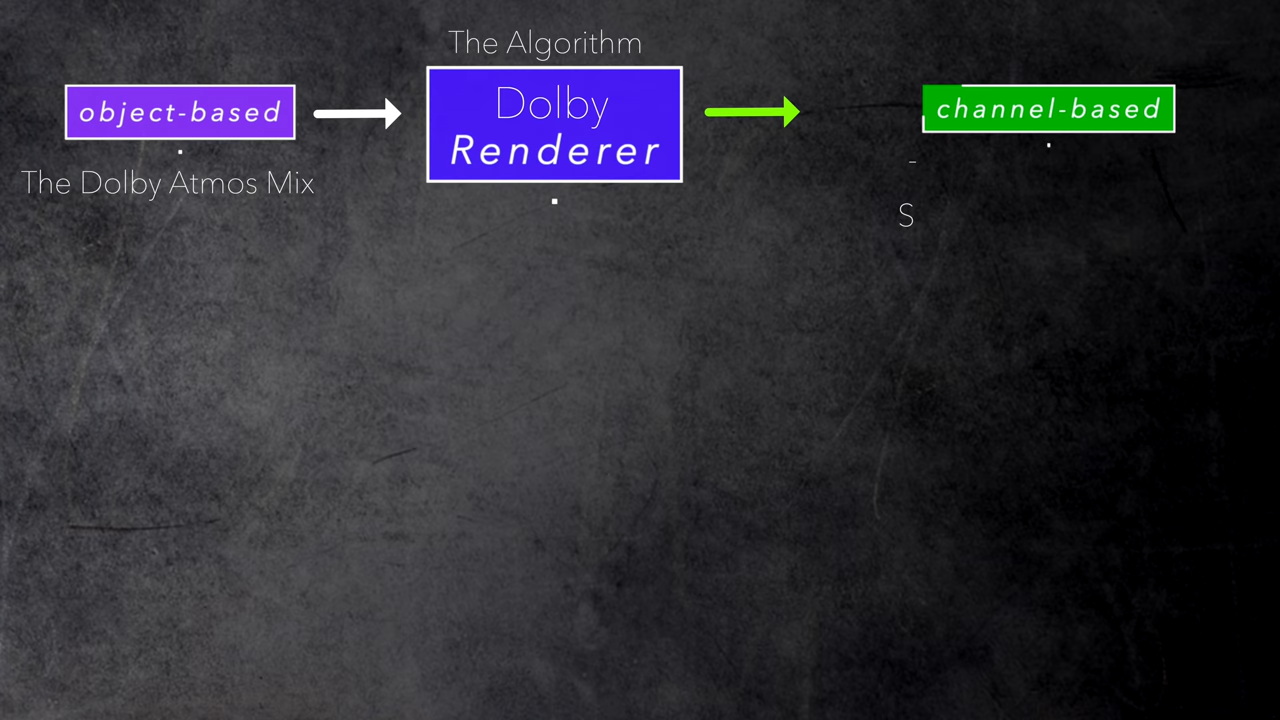 The Algorithm
object-based
Dolby
Renderer
channel-based
The Dolby Atmos Mix
S